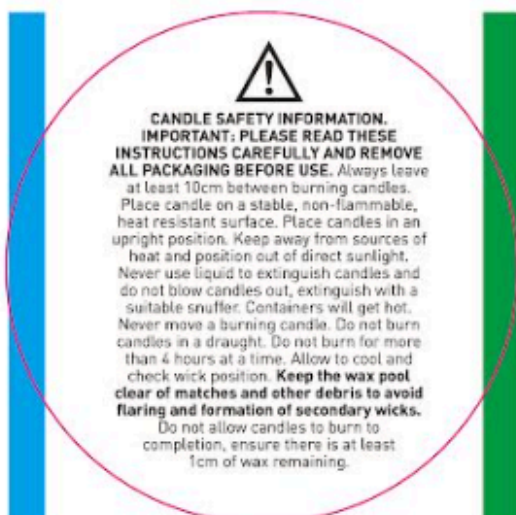 CANDLE SAFETY INFORMATION.
IMPORTANT: PLEASE READ THESE
INSTRUCTIONS CAREFULLY AND REMOVE
ALL PACKAGING BEFORE USE. Always leave
at least 10cm between burning candles.
Place candle on a stable, non-flammable,
heat resistant surface. Place candles in an
upright position. Keep away from sources of
heat and position out of direct sunlight.
Never use liquid to extinguish candles and
do not blow candles out, extinguish with a
suitable snuffer. Containers will get hot.
Never move a burning candle. Do not burn
candles in a draught. Do not burn for more
than 4 hours at a time. Allow to cool and
check wick position. Keep the wax pool
clear of matches and other debris to avoid
flaring and formation of secondary wicks.
Do not allow candles to burn to
completion, ensure there is at least
1cm of wax remaining.